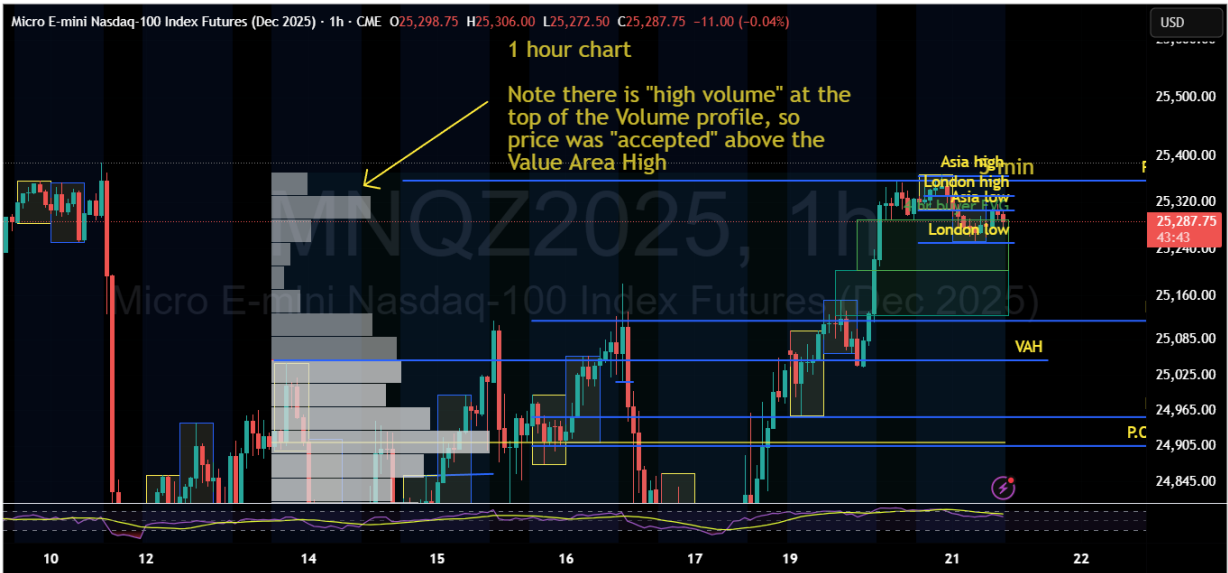 Micro E-mini Nasdaq-100 Index Futures (Dec 2025) · 1h · CME O25,298.75 H25,306.00 L25,272.50 C25,287.75 −11.00 (−0.04%)
USD
1 hour chart
Note there is "high volume" at the
top of the Volume profile, so
price was "accepted" above the
Value Area High
25,500.00
25,400.00
Asia high
5 min
London high
Asia low
25,320.00
25,287.75
43:43
London low
25,240.00
MNQZ2025, 1h
Micro E-mini Nasdaq-100 Index Futures (Dec 2025)
25,160.00
25,085.00
VAH
25,025.00
24,965.00
P.C
24,905.00
24,845.00
10 12 14 15 16 17 19 21 22